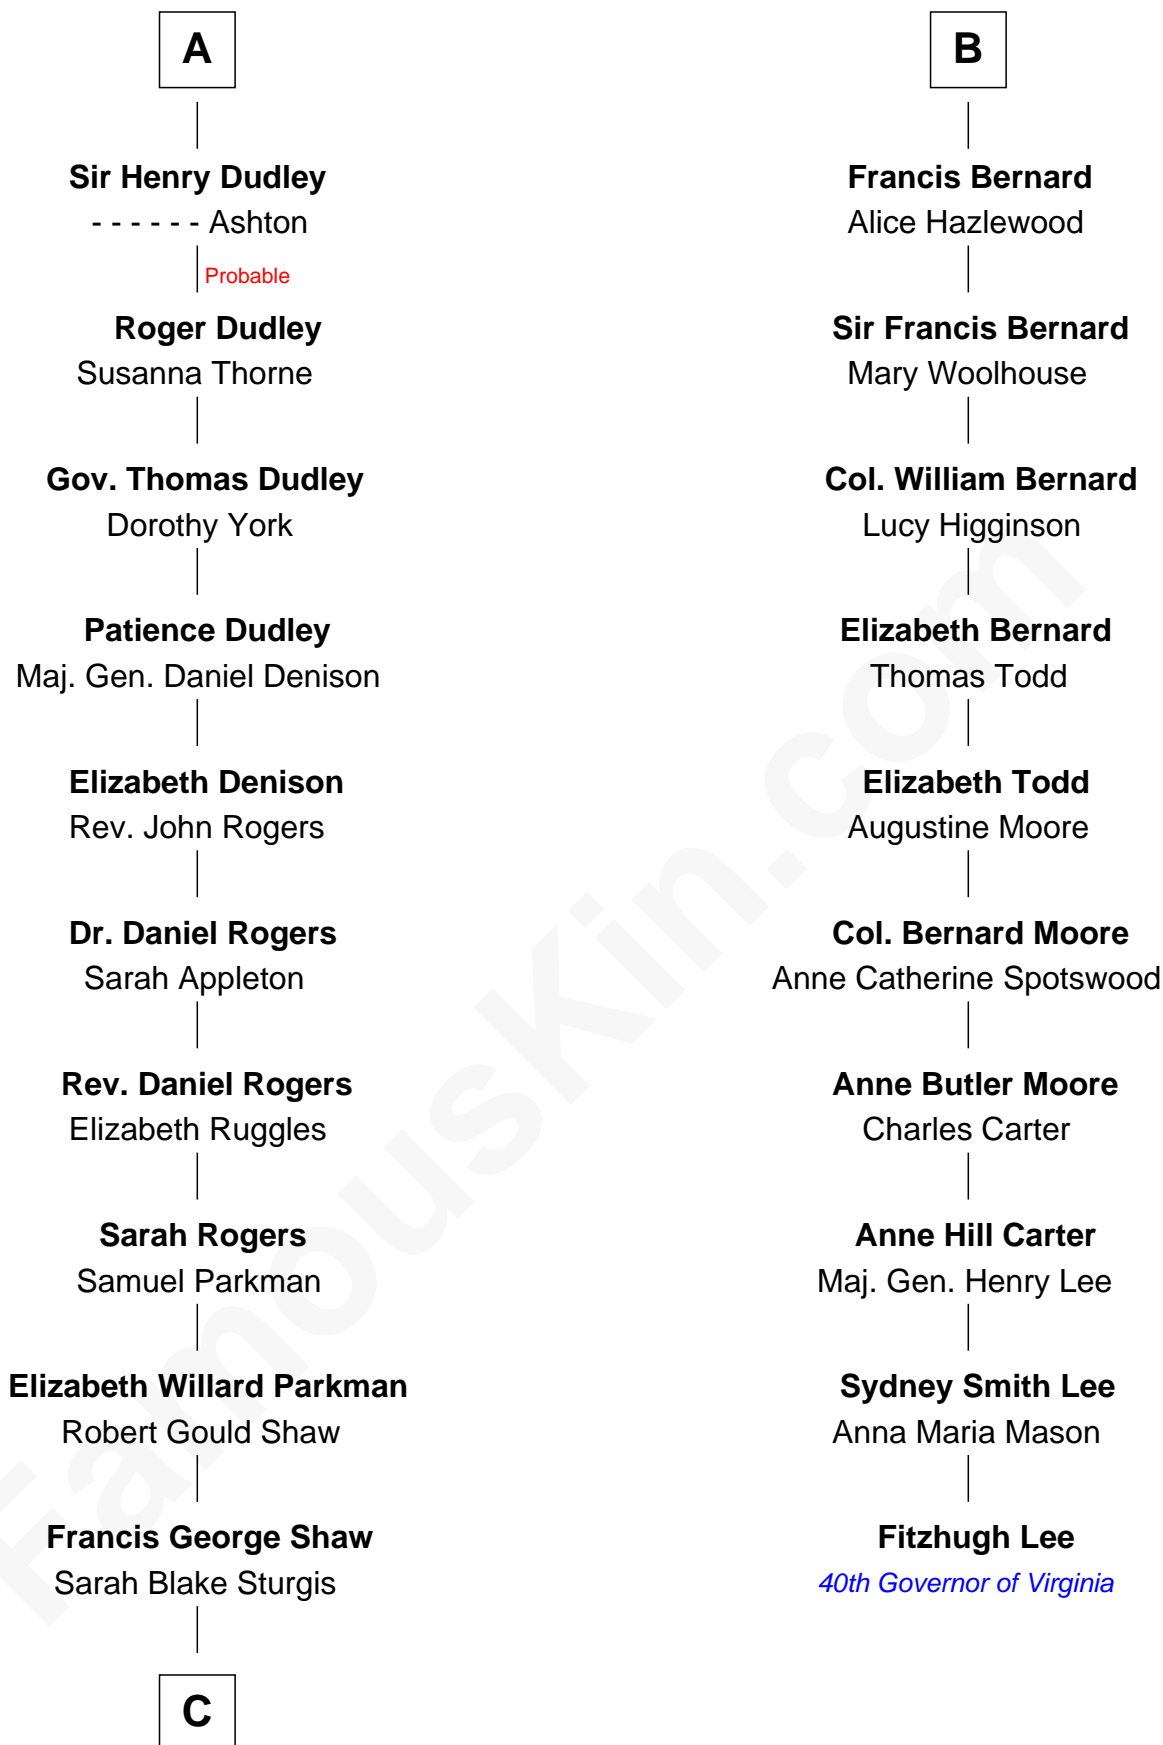 A
Sir Henry Dudley
- - - - - - Ashton
Probable
Roger Dudley
Susanna Thorne
Gov. Thomas Dudley
Dorothy York
Patience Dudley
Maj. Gen. Daniel Denison
Elizabeth Denison
Rev. John Rogers
Dr. Daniel Rogers
Sarah Appleton
Rev. Daniel Rogers
Elizabeth Ruggles
Sarah Rogers
Samuel Parkman
Elizabeth Willard Parkman
Robert Gould Shaw
Francis George Shaw
Sarah Blake Sturgis
C
B
Francis Bernard
Alice Hazlewood
Sir Francis Bernard
Mary Woolhouse
Col. William Bernard
Lucy Higginson
Elizabeth Bernard
Thomas Todd
Elizabeth Todd
Augustine Moore
Col. Bernard Moore
Anne Catherine Spotswood
Anne Butler Moore
Charles Carter
Anne Hill Carter
Maj. Gen. Henry Lee
Sydney Smith Lee
Anna Maria Mason
Fitzhugh Lee
40th Governor of Virginia
FamousKin.com